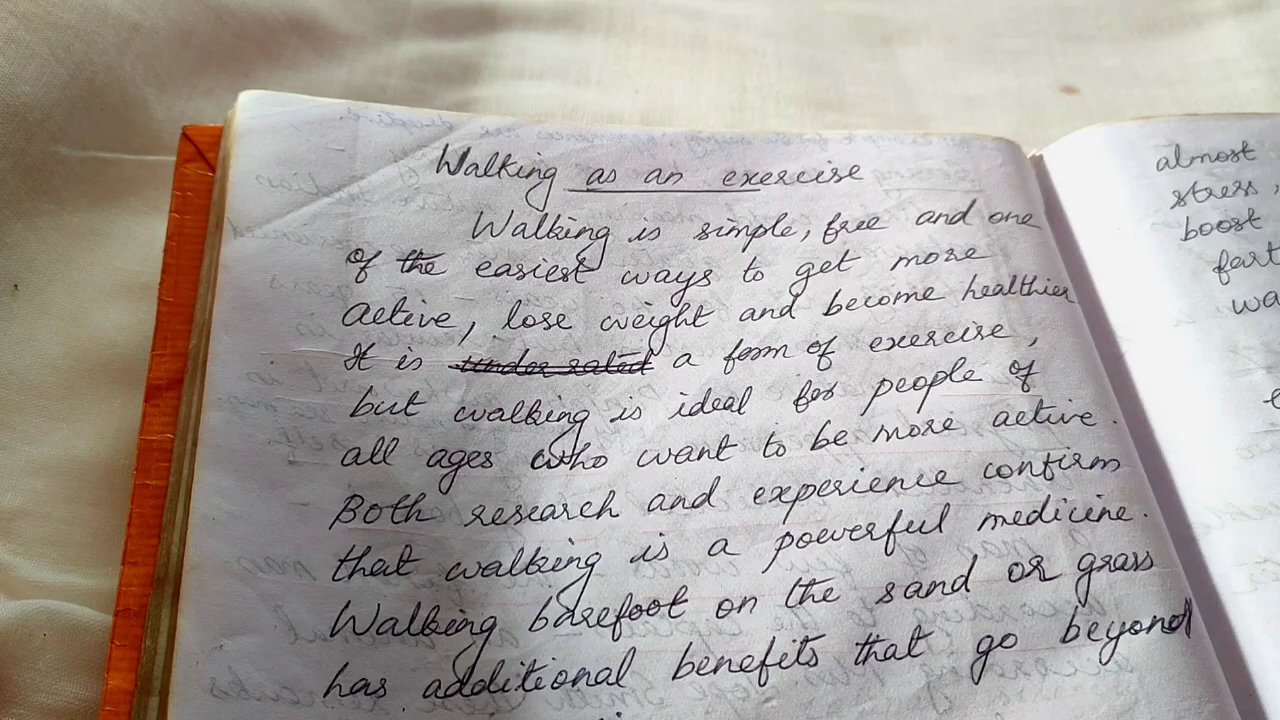 Walking as an exercise
Walking is simple, free and one
of the easiest ways to get more
active, lose weight and become healthier
It is under rated a form of exercise,
but walking is ideal for people of
all ages who want to be more active.
Both research and experience confirm
that walking is a powerful medicine.
Walking barefoot on the sand or grass
has additional benefits that go beyond
almost
stress,
boost